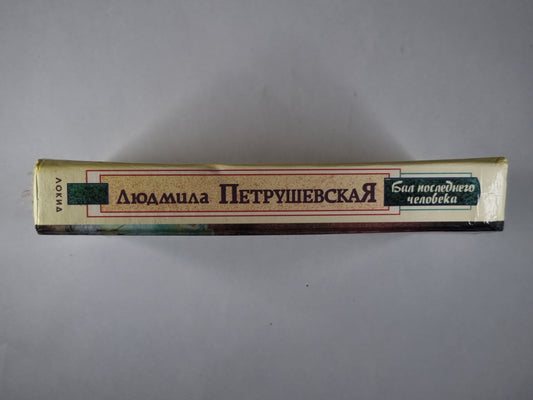 ЛОКИД
Людмила ПЕТРУШЕВСКАЯ
Бал последнего
человека